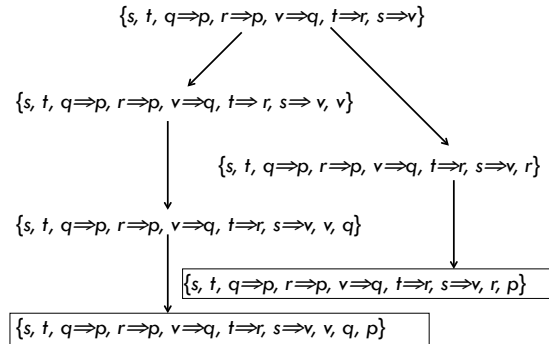 {s, t, q⇒p, r⇒p, v⇒q, t⇒r, s⇒v}
{s, t, q⇒p, r⇒p, v⇒q, t⇒ r, s⇒ v, v}
{s, t, q⇒p, r⇒p, v⇒q, t⇒r, s⇒v, r}
{s, t, q⇒p, r⇒p, v⇒q, t⇒r, s⇒v, v, q}
{s, t, q⇒p, r⇒p, v⇒q, t⇒r, s⇒v, r, p}
{s, t, q⇒p, r⇒p, v⇒q, t⇒r, s⇒v, v, q, p}